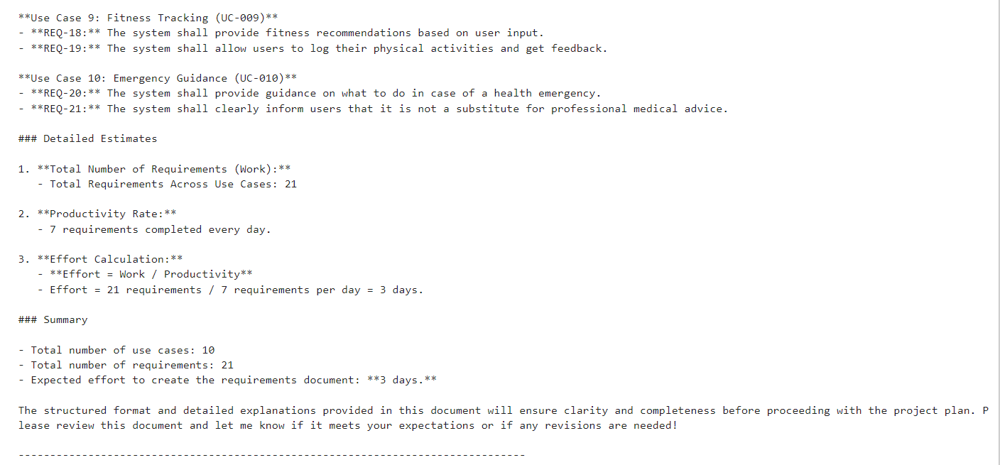 **Use Case 9: Fitness Tracking (UC-009)**
- **REQ-18:** The system shall provide fitness recommendations based on user input.
- **REQ-19:** The system shall allow users to log their physical activities and get feedback.
**Use Case 10: Emergency Guidance (UC-010)**
- **REQ-20:** The system shall provide guidance on what to do in case of a health emergency.
- **REQ-21:** The system shall clearly inform users that it is not a substitute for professional medical advice.
### Detailed Estimates
1. **Total Number of Requirements (Work):**
- Total Requirements Across Use Cases: 21
2. **Productivity Rate:**
- 7 requirements completed every day.
3. **Effort Calculation:**
- **Effort = Work / Productivity**
- Effort = 21 requirements / 7 requirements per day = 3 days.
### Summary
- Total number of use cases: 10
- Total number of requirements: 21
- Expected effort to create the requirements document: **3 days.**
The structured format and detailed explanations provided in this document will ensure clarity and completeness before proceeding with the project plan. P
lease review this document and let me know if it meets your expectations or if any revisions are needed!
--------------------------------------------------------------------------------